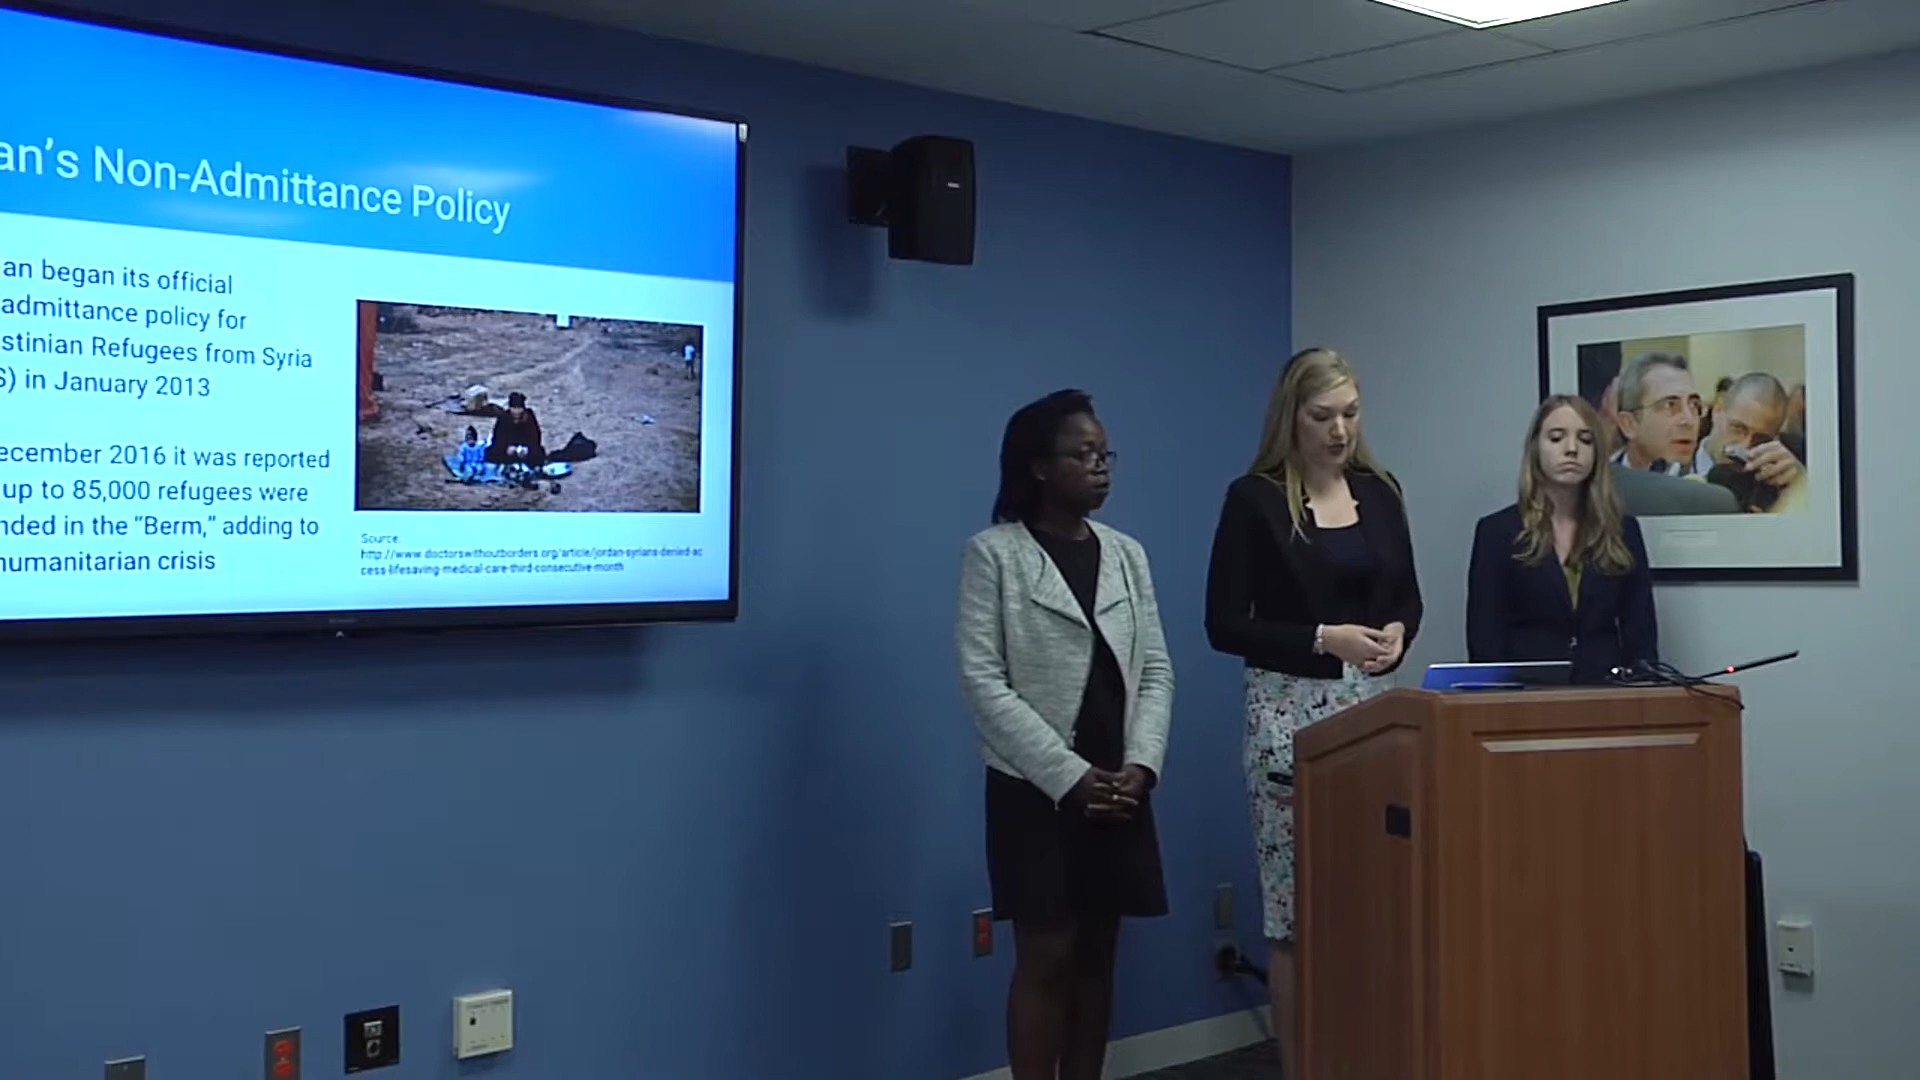 an's Non-Admittance Policy
an began its official
admittance policy for
stinian Refugees from Syria
S) in January 2013
ecember 2016 it was reported
up to 85,000 refugees were
nded in the "Berm," adding to
humanitarian crisis
Source:
http://www.doctorswithoutborders.org/article/jordan-syrians-denied-ac
cess-lifesaving-medical-care-third-consecutive-month